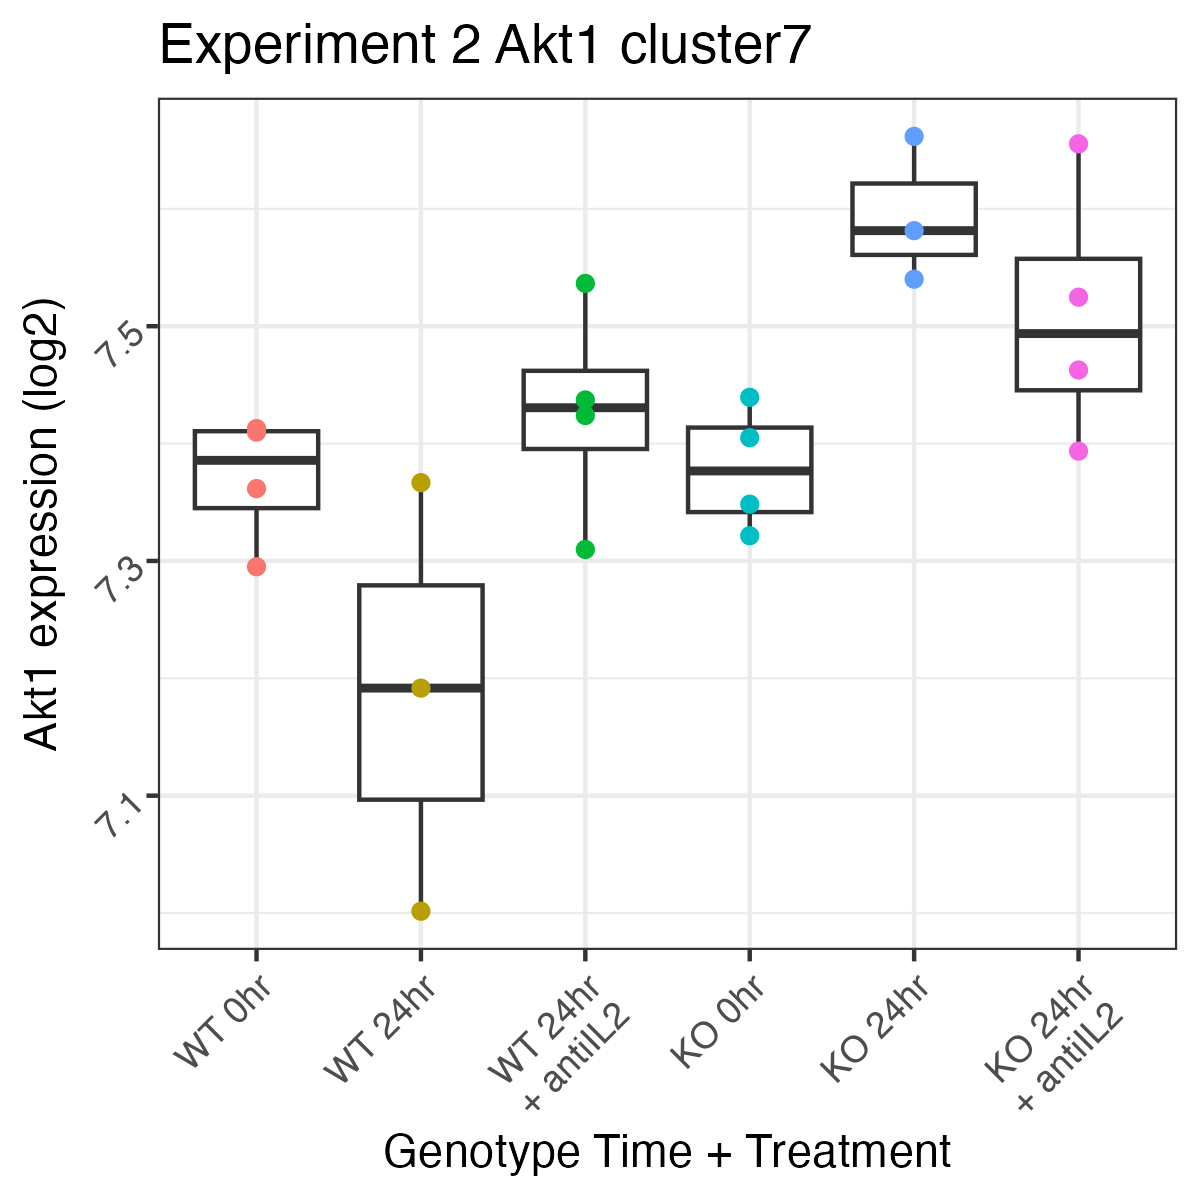 Experiment 2 Akt1 cluster7
Akt1 expression (log2)
7.5
7.3
7.1
WT 0hr
WT 24hr
WT 24hr
+ antiIL2
KO 0hr
KO 24hr
KO 24hr
+ antiIL2
Genotype Time + Treatment